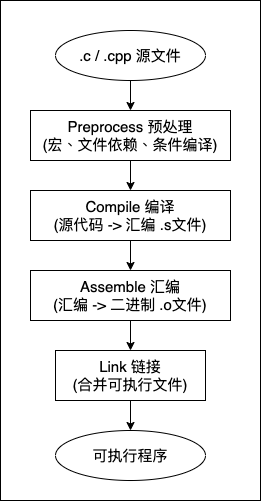 .c / .cpp 源文件
Preprocess 预处理
(宏、文件依赖、条件编译)
Compile 编译
(源代码 -> 汇编 .s文件)
Assemble 汇编
(汇编 -> 二进制 .o文件)
Link 链接
(合并可执行文件)
可执行程序